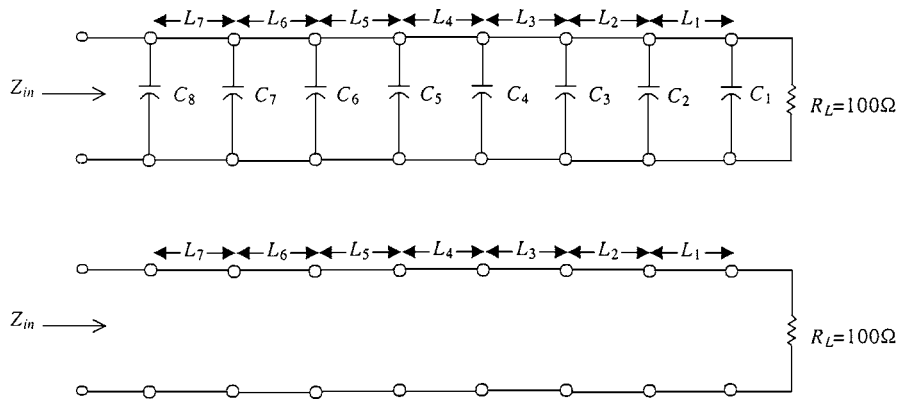 L7 L6 L5 L4 L3 L2 L1
Zin C8 C7 C6 C5 C4 C3 C2 C1 RL=100Ω
L7 L6 L5 L4 L3 L2 L1
Zin RL=100Ω